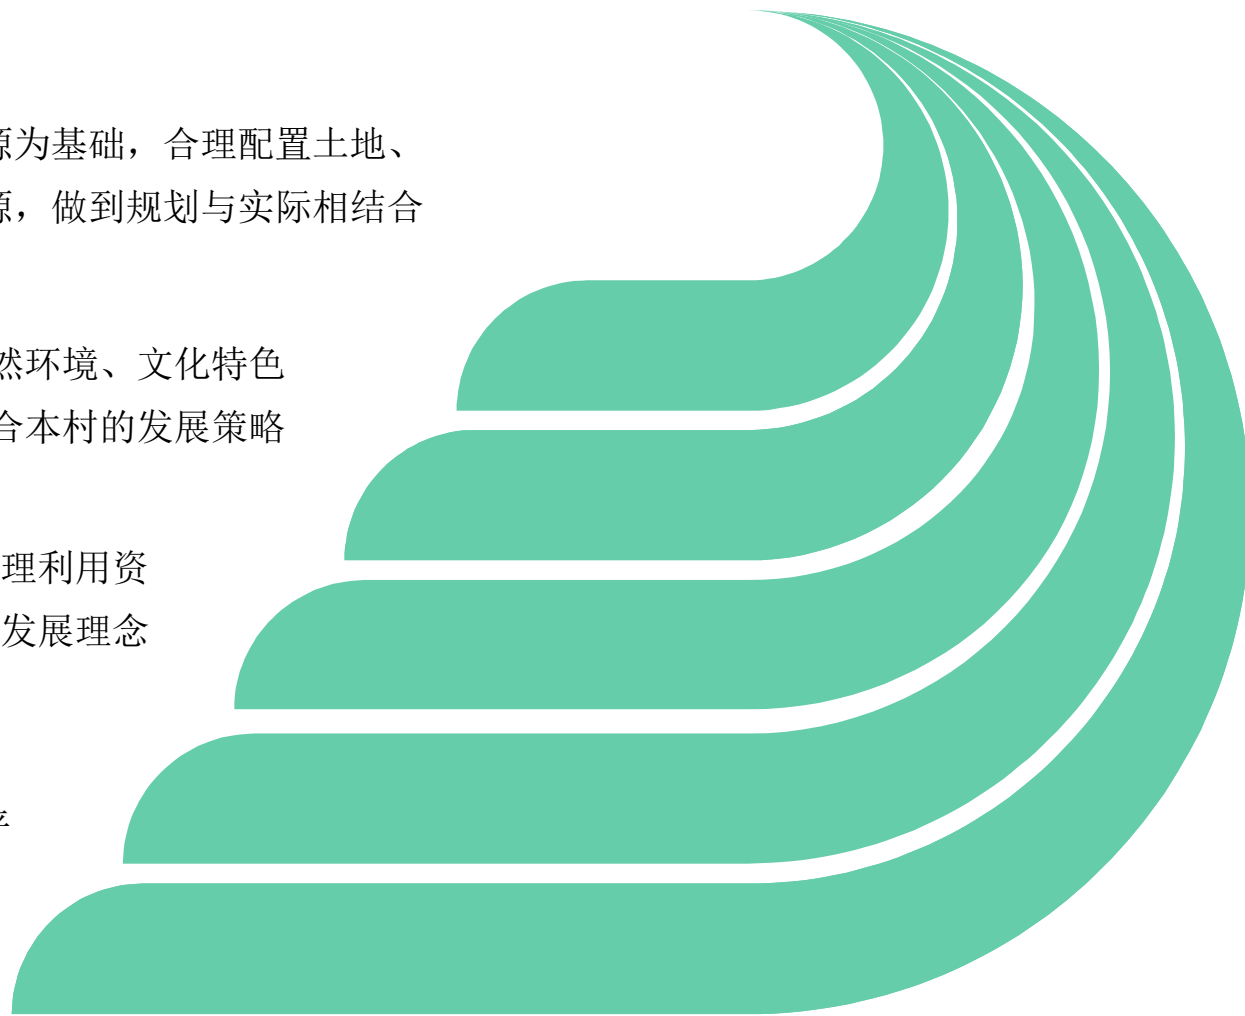 源为基础，合理配置土地、
源，做到规划与实际相结合
然环境、文化特色
合本村的发展策略
理利用资
发展理念